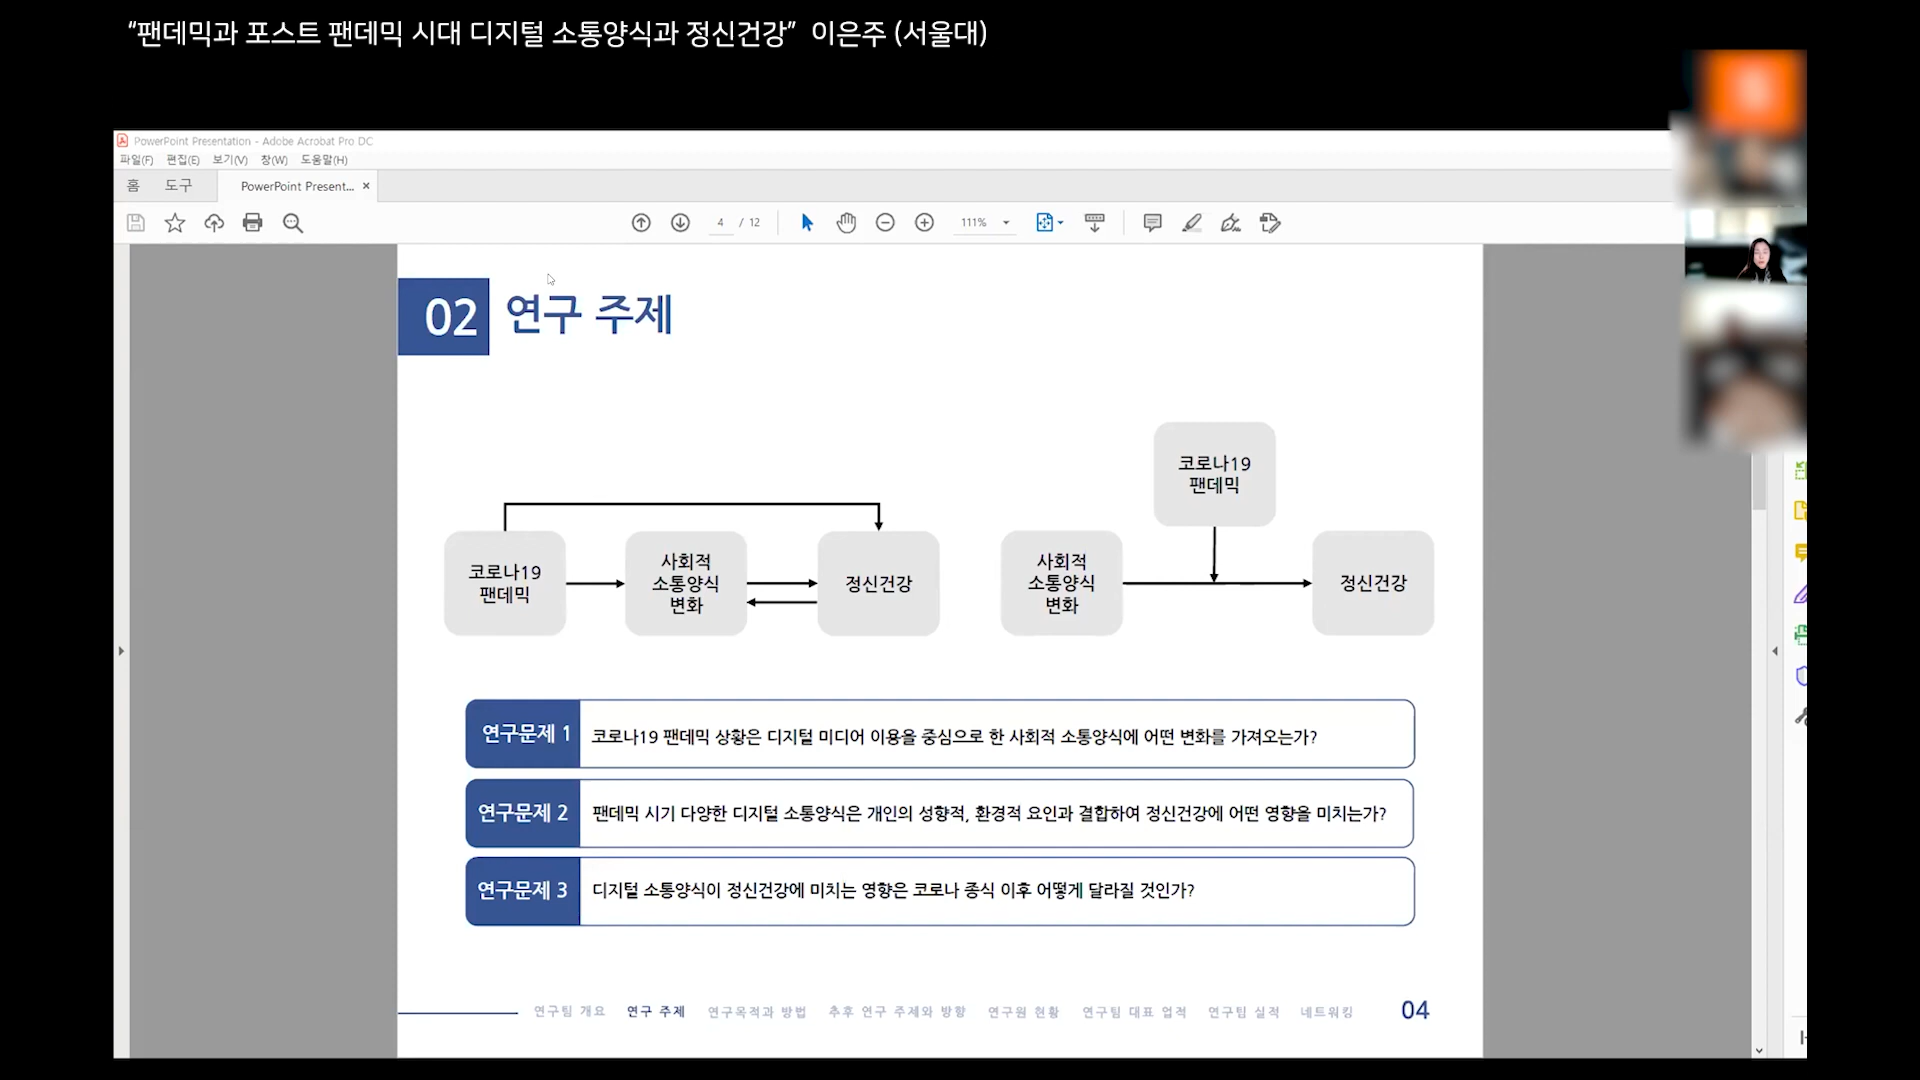 “팬데믹과 포스트 팬데믹 시대 디지털 소통양식과 정신건강” 이은주 (서울대)
PowerPoint Presentation - Adobe Acrobat Pro DC
파일(F) 편집(E) 보기(V) 창(W) 도움말(H)
홈 도구 PowerPoint Present... ×
4 / 12 111%
02 연구 주제
코로나19
팬데믹
사회적
소통양식
변화
정신건강
코로나19
팬데믹
사회적
소통양식
변화
정신건강
연구문제 1 코로나19 팬데믹 상황은 디지털 미디어 이용을 중심으로 한 사회적 소통양식에 어떤 변화를 가져오는가?
연구문제 2 팬데믹 시기 다양한 디지털 소통양식은 개인의 성향적, 환경적 요인과 결합하여 정신건강에 어떤 영향을 미치는가?
연구문제 3 디지털 소통양식이 정신건강에 미치는 영향은 코로나 종식 이후 어떻게 달라질 것인가?
연구팀 개요 연구 주제 연구목적과 방법 추후 연구 주제와 방향 연구원 현황 연구팀 대표 업적 연구팀 실적 네트워킹 04